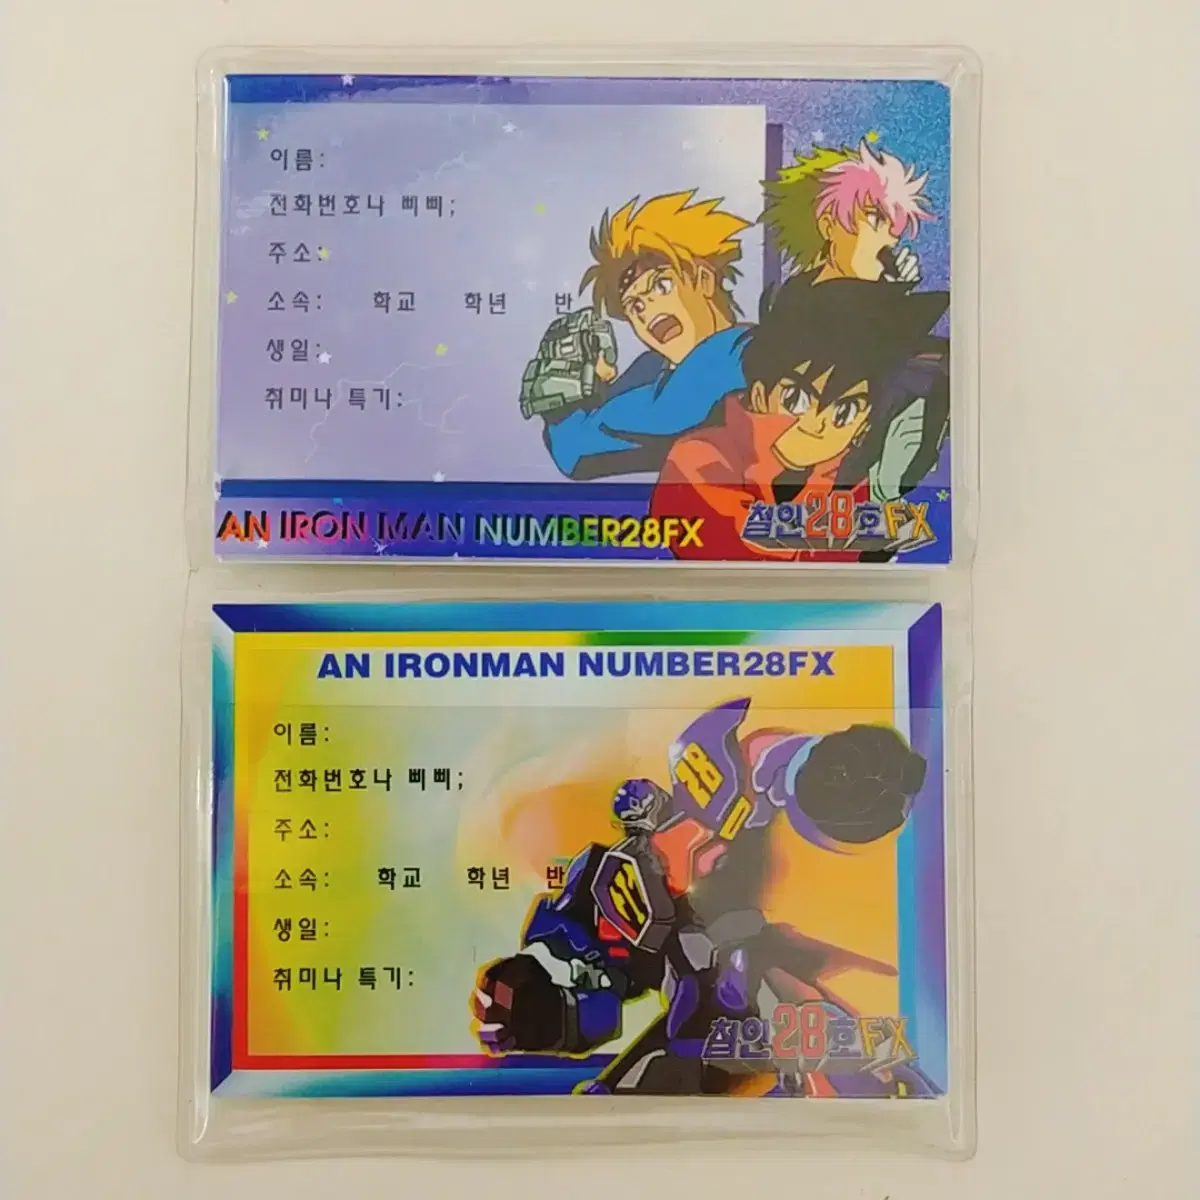 이름:
전화번호나 삐삐;
주소:
소속: 학교 학년 반
생일:
취미나 특기:
AN IRON MAN NUMBER28FX
철인28호FX
AN IRONMAN NUMBER28FX
이름:
전화번호나 삐삐;
주소:
소속: 학교 학년 반
생일:
취미나 특기:
28
철인28호FX